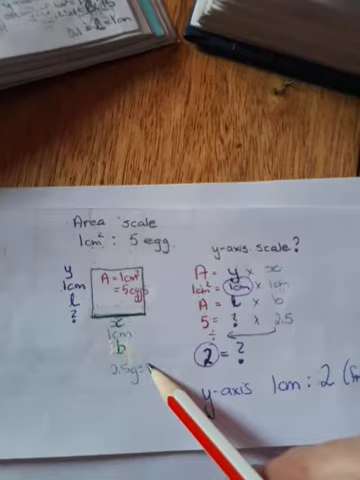 Area scale
1cm² : 5 egg.
y-axis scale?
y
1cm
l
?
A = 1cm²
= 5egg
x
1cm
b
2.5g=
A = y x x
1cm² = 1cm x 1cm
A = l x b
5 = ? x 2.5
÷
2 = ?
y-axis 1cm : 2